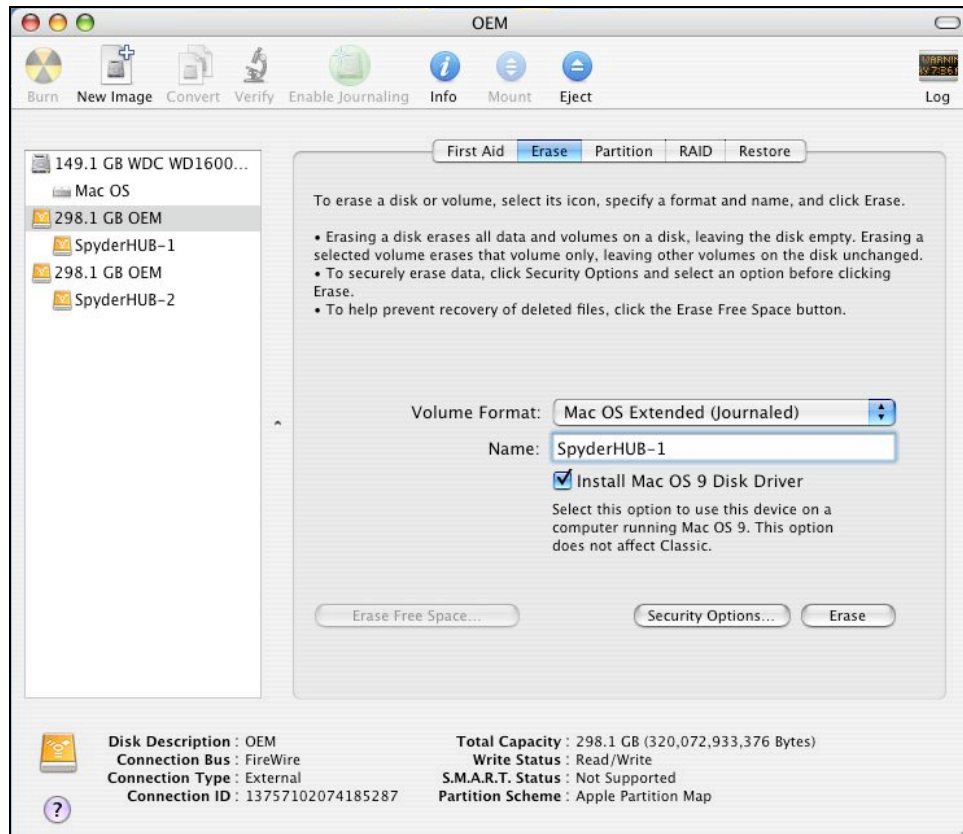 OEM
Burn New Image Convert Verify Enable Journaling Info Mount Eject Log
149.1 GB WDC WD1600...
Mac OS
298.1 GB OEM
SpyderHUB-1
298.1 GB OEM
SpyderHUB-2
First Aid Erase Partition RAID Restore
To erase a disk or volume, select its icon, specify a format and name, and click Erase.
• Erasing a disk erases all data and volumes on a disk, leaving the disk empty. Erasing a
selected volume erases that volume only, leaving other volumes on the disk unchanged.
• To securely erase data, click Security Options and select an option before clicking
Erase.
• To help prevent recovery of deleted files, click the Erase Free Space button.
Volume Format: Mac OS Extended (Journaled)
Name: SpyderHUB-1
Install Mac OS 9 Disk Driver
Select this option to use this device on a
computer running Mac OS 9. This option
does not affect Classic.
Erase Free Space... Security Options... Erase
Disk Description : OEM
Connection Bus : FireWire
Connection Type : External
Connection ID : 13757102074185287
Total Capacity : 298.1 GB (320,072,933,376 Bytes)
Write Status : Read/Write
S.M.A.R.T. Status : Not Supported
Partition Scheme : Apple Partition Map
?